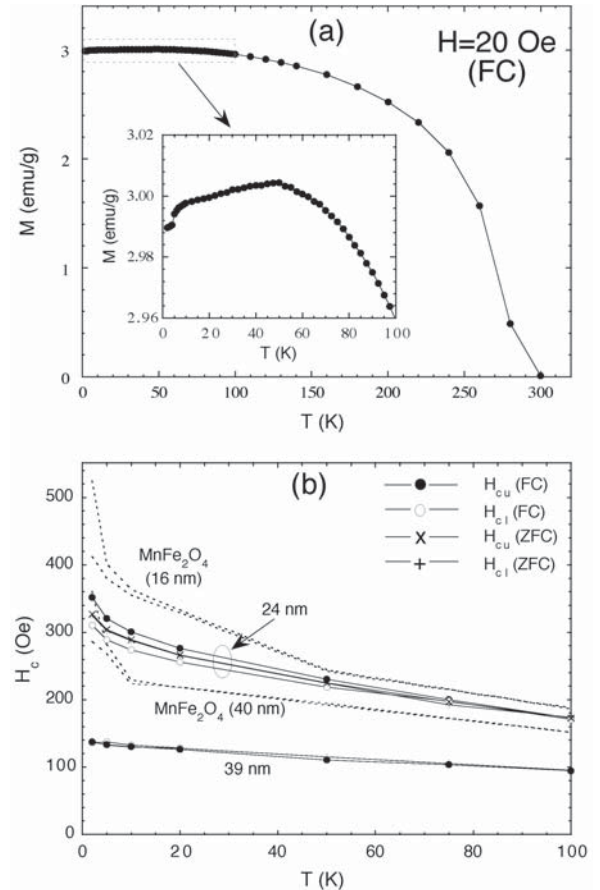 (a)
H=20 Oe
(FC)
M (emu/g)
4
3
2
1
0
3.02
3.00
2.98
2.96
M (emu/g)
0 20 40 60 80 100
T (K)
0 50 100 150 200 250 300
T (K)
(b)
H_cu (FC)
H_cl (FC)
H_cu (ZFC)
H_cl (ZFC)
MnFe₂O₄
(16 nm)
24 nm
MnFe₂O₄ (40 nm)
39 nm
H_c (Oe)
500
400
300
200
100
0
0 20 40 60 80 100
T (K)